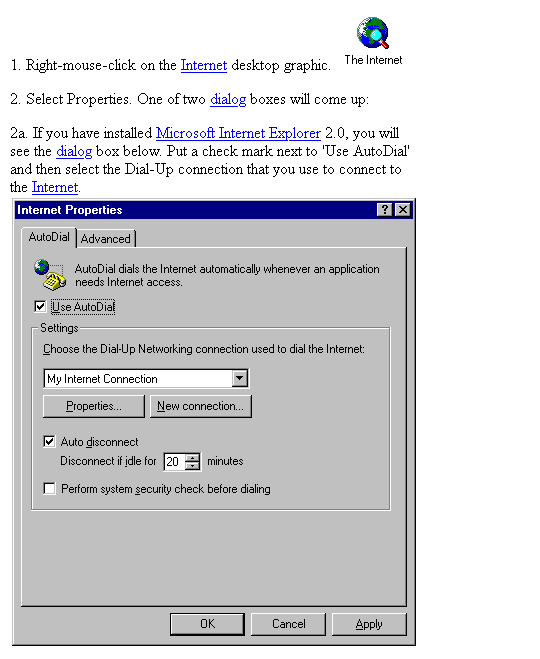 The Internet
1. Right-mouse-click on the Internet desktop graphic.
2. Select Properties. One of two dialog boxes will come up:
2a. If you have installed Microsoft Internet Explorer 2.0, you will
see the dialog box below. Put a check mark next to 'Use AutoDial'
and then select the Dial-Up connection that you use to connect to
the Internet.
Internet Properties
AutoDial Advanced
AutoDial dials the Internet automatically whenever an application
needs Internet access.
Use AutoDial
Settings
Choose the Dial-Up Networking connection used to dial the Internet:
My Internet Connection
Properties... New connection...
Auto disconnect
Disconnect if idle for 20 minutes
Perform system security check before dialing
OK Cancel Apply